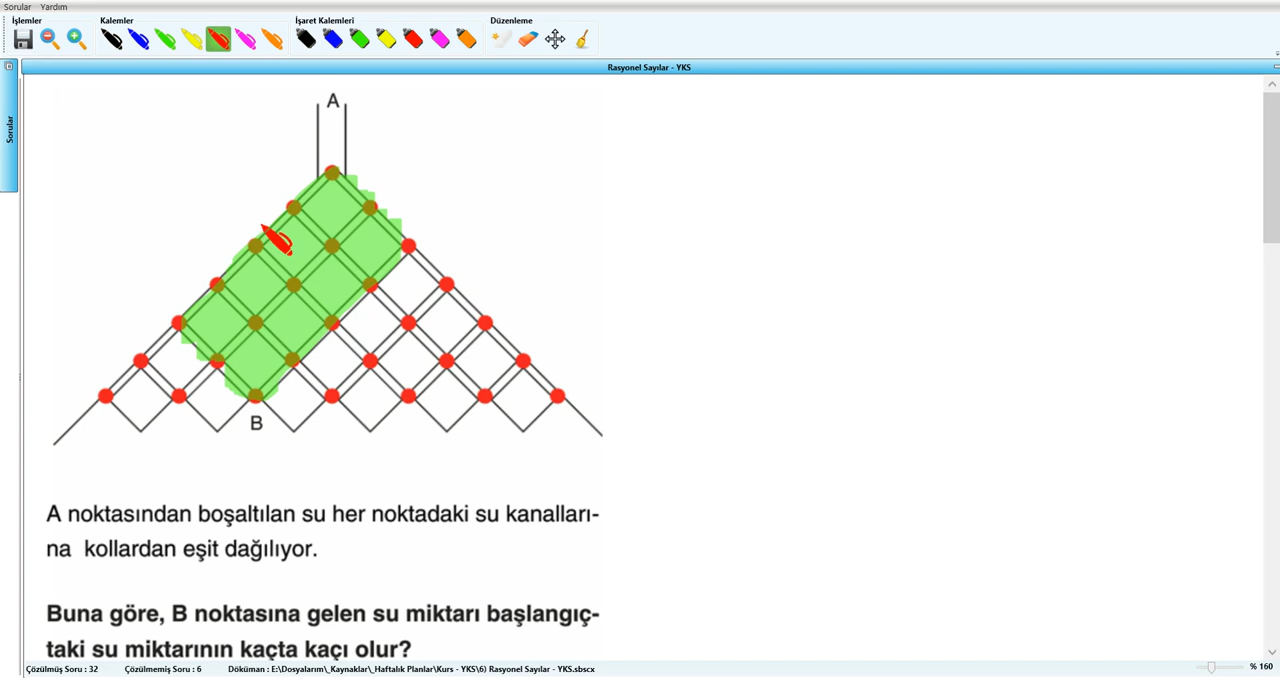 Sorular Yardım
İşlemler Kalemler İşaret Kalemleri Düzenleme
Rasyonel Sayılar - YKS
Sorular
A
B
A noktasından boşaltılan su her noktadaki su kanalları-
na kollardan eşit dağılıyor.
Buna göre, B noktasına gelen su miktarı başlangıç-
taki su miktarının kaçta kaçı olur?
Çözülmüş Soru : 32 Çözülmemiş Soru : 6 Döküman : E:\Dosyalarım\_Kaynaklar\_Haftalık Planlar\Kurs - YKS\6) Rasyonel Sayılar - YKS.sbscx % 160